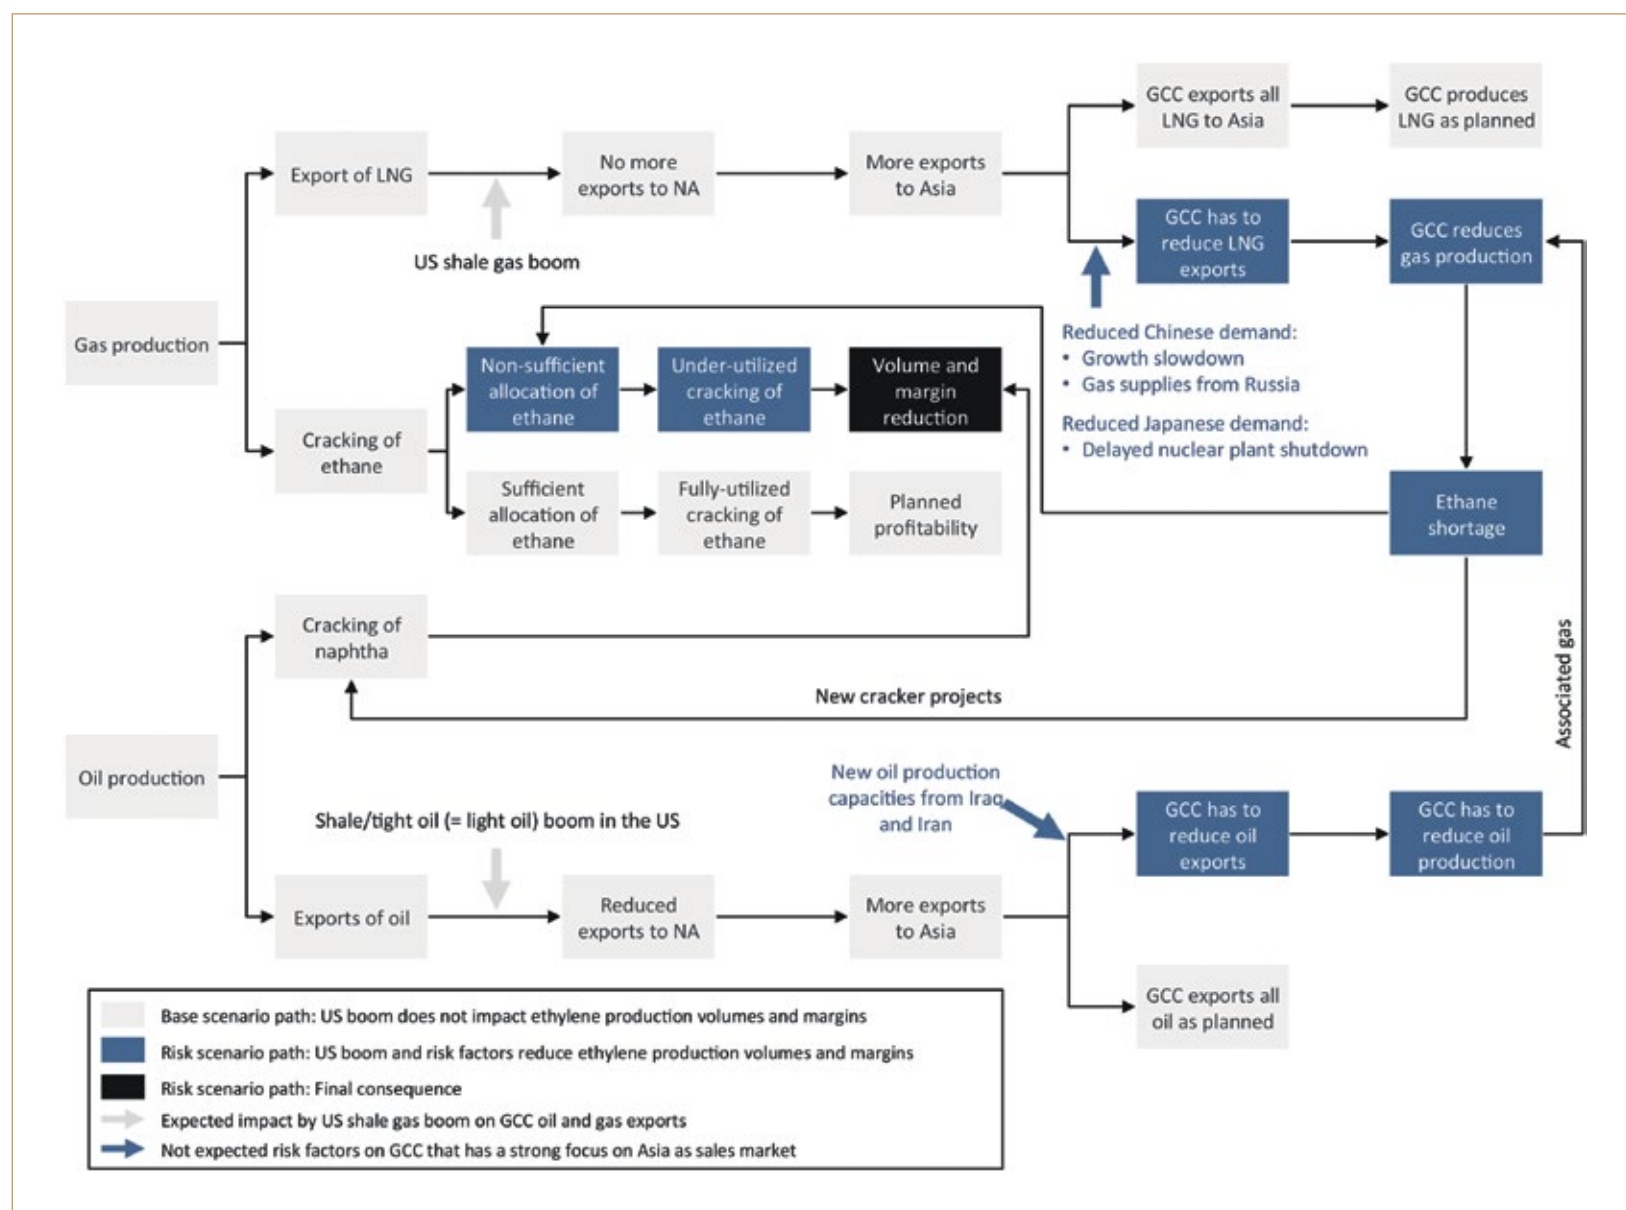 GCC exports all
LNG to Asia
GCC produces
LNG as planned
Export of LNG
No more
exports to NA
More exports
to Asia
GCC has to
reduce LNG
exports
GCC reduces
gas production
US shale gas boom
Gas production
Reduced Chinese demand:
• Growth slowdown
• Gas supplies from Russia
Reduced Japanese demand:
• Delayed nuclear plant shutdown
Non-sufficient
allocation of
ethane
Under-utilized
cracking of
ethane
Volume and
margin
reduction
Cracking of
ethane
Sufficient
allocation of
ethane
Fully-utilized
cracking of
ethane
Planned
profitability
Ethane
shortage
Cracking of
naphtha
New cracker projects
Associated gas
Oil production
New oil production
capacities from Iraq
and Iran
Shale/tight oil (= light oil) boom in the US
GCC has to
reduce oil
exports
GCC has to
reduce oil
production
Exports of oil
Reduced
exports to NA
More exports
to Asia
GCC exports all
oil as planned
Base scenario path: US boom does not impact ethylene production volumes and margins
Risk scenario path: US boom and risk factors reduce ethylene production volumes and margins
Risk scenario path: Final consequence
Expected impact by US shale gas boom on GCC oil and gas exports
Not expected risk factors on GCC that has a strong focus on Asia as sales market